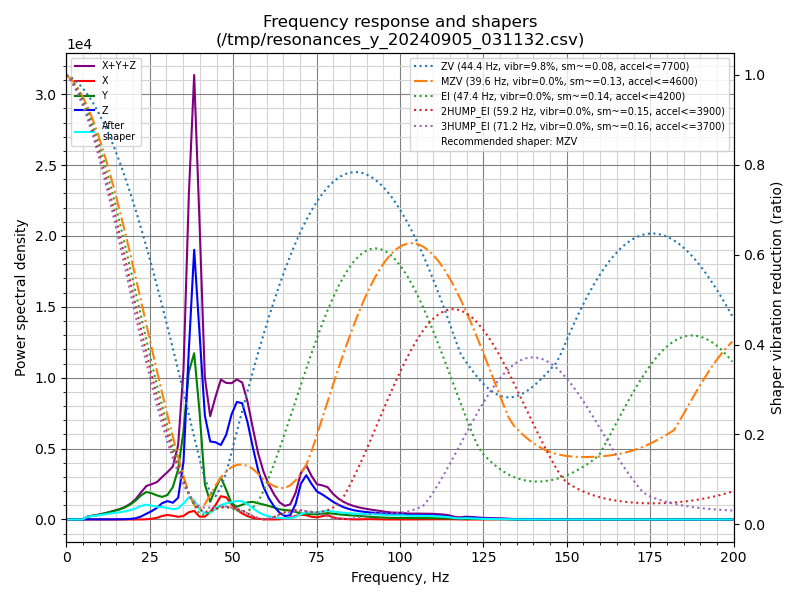 Frequency response and shapers
(/tmp/resonances_y_20240905_031132.csv)
1e4
X+Y+Z
X
Y
Z
After
shaper
ZV (44.4 Hz, vibr=9.8%, sm~=0.08, accel<=7700)
MZV (39.6 Hz, vibr=0.0%, sm~=0.13, accel<=4600)
EI (47.4 Hz, vibr=0.0%, sm~=0.14, accel<=4200)
2HUMP_EI (59.2 Hz, vibr=0.0%, sm~=0.15, accel<=3900)
3HUMP_EI (71.2 Hz, vibr=0.0%, sm~=0.16, accel<=3700)
Recommended shaper: MZV
Power spectral density
3.0
2.5
2.0
1.5
1.0
0.5
0.0
1.0
0.8
0.6
0.4
0.2
0.0
Shaper vibration reduction (ratio)
0 25 50 75 100 125 150 175 200
Frequency, Hz